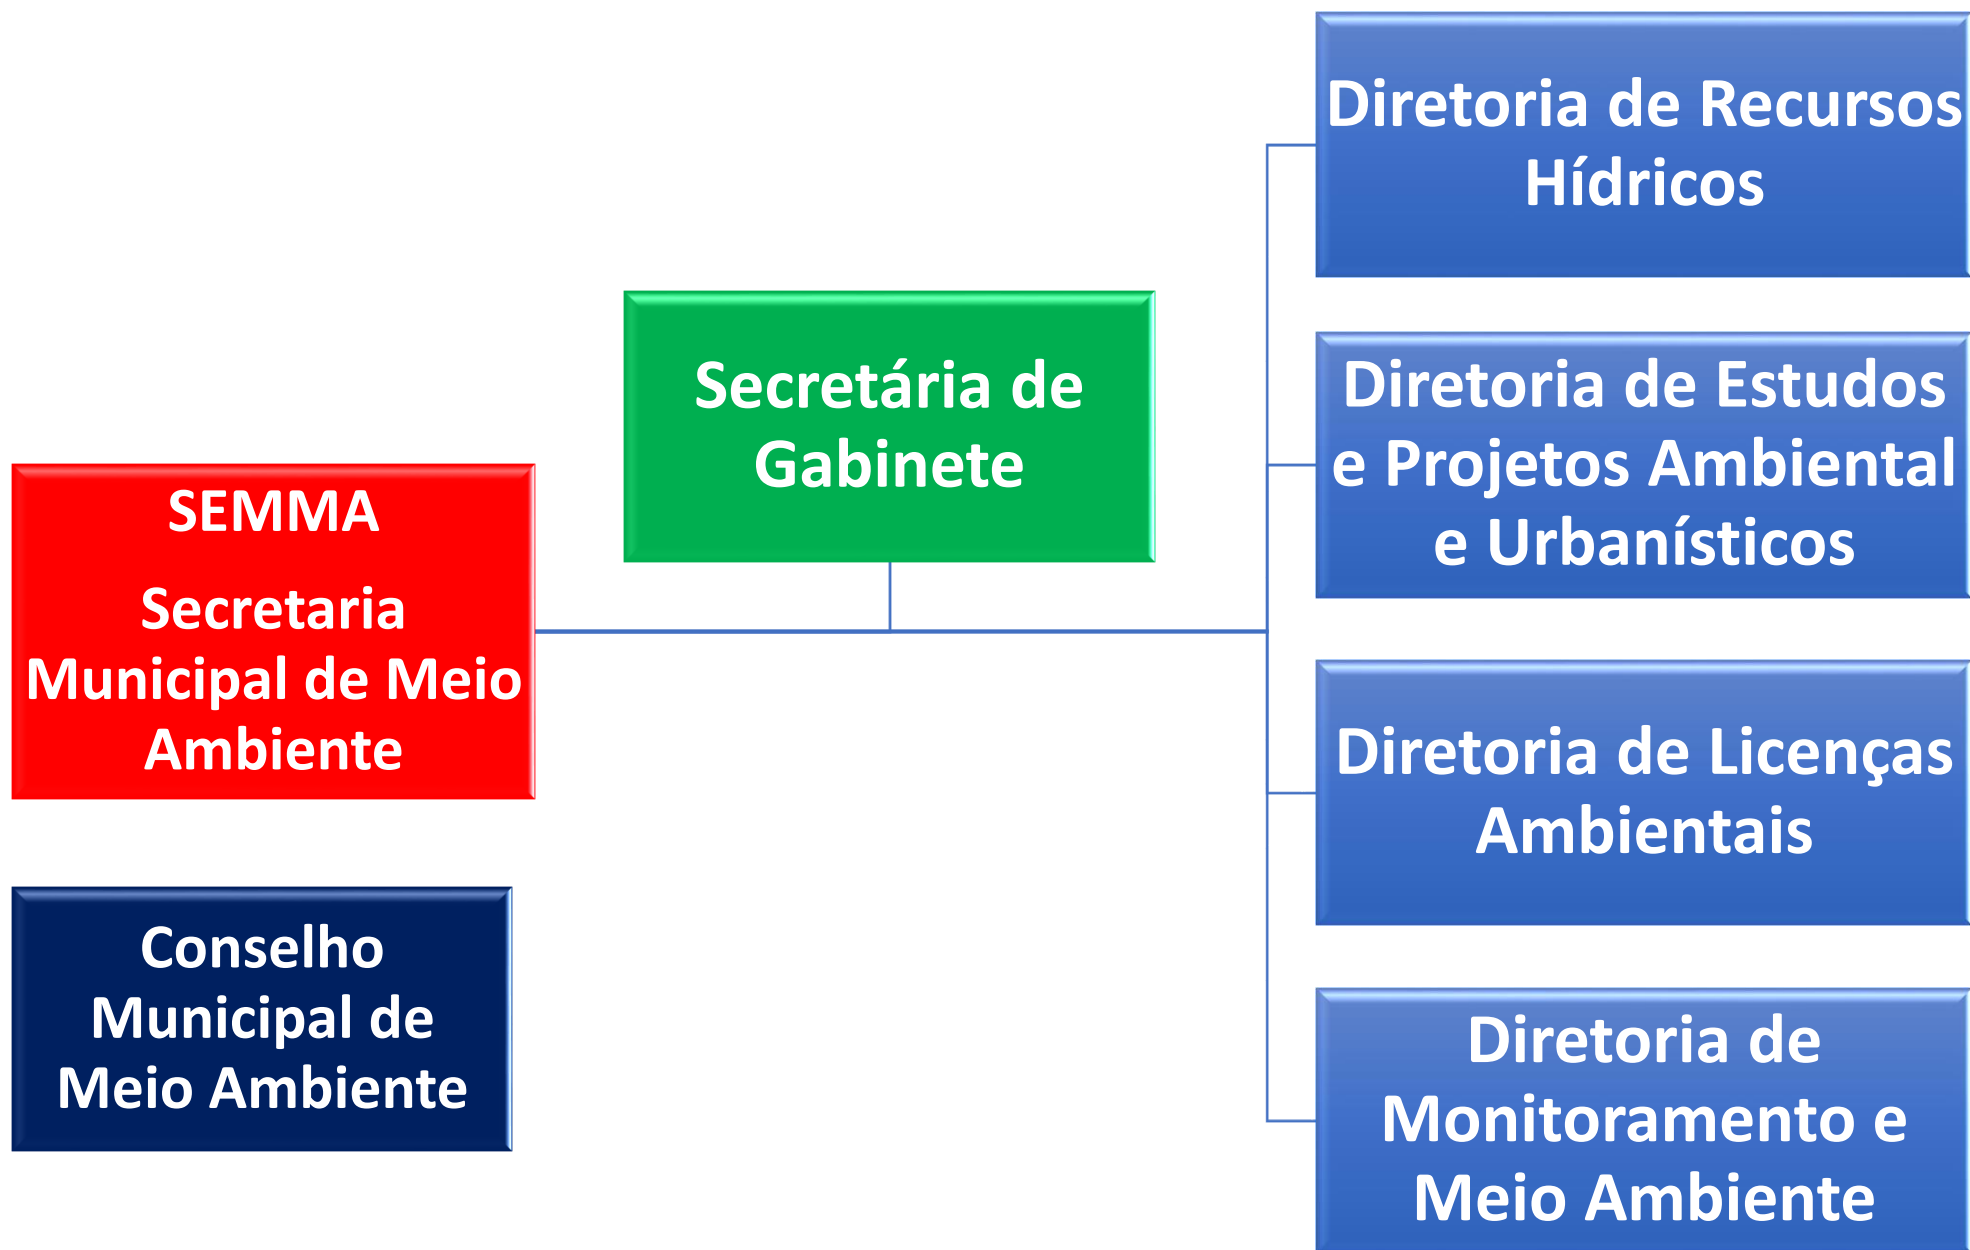 SEMMA
Secretaria
Municipal de Meio
Ambiente
Conselho
Municipal de
Meio Ambiente
Secretária de
Gabinete
Diretoria de Recursos
Hídricos
Diretoria de Estudos
e Projetos Ambiental
e Urbanísticos
Diretoria de Licenças
Ambientais
Diretoria de
Monitoramento e
Meio Ambiente